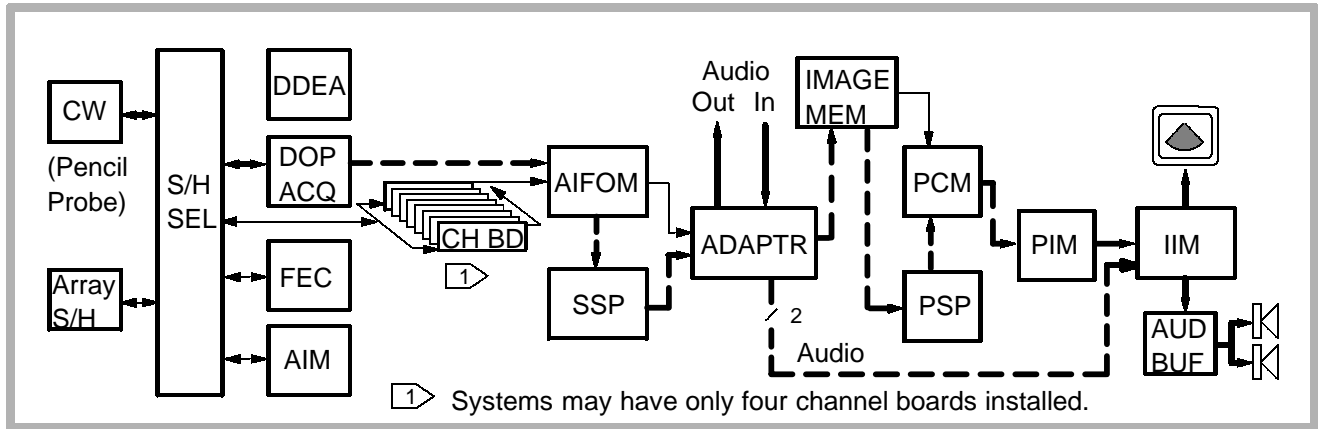 CW
(Pencil
Probe)
Array
S/H
S/H
SEL
DDEA
DOP
ACQ
CH BD
1
FEC
AIM
AIFOM
SSP
Audio
Out In
ADAPTR
2
Audio
IMAGE
MEM
PCM
PSP
PIM
IIM
AUD
BUF
1 Systems may have only four channel boards installed.